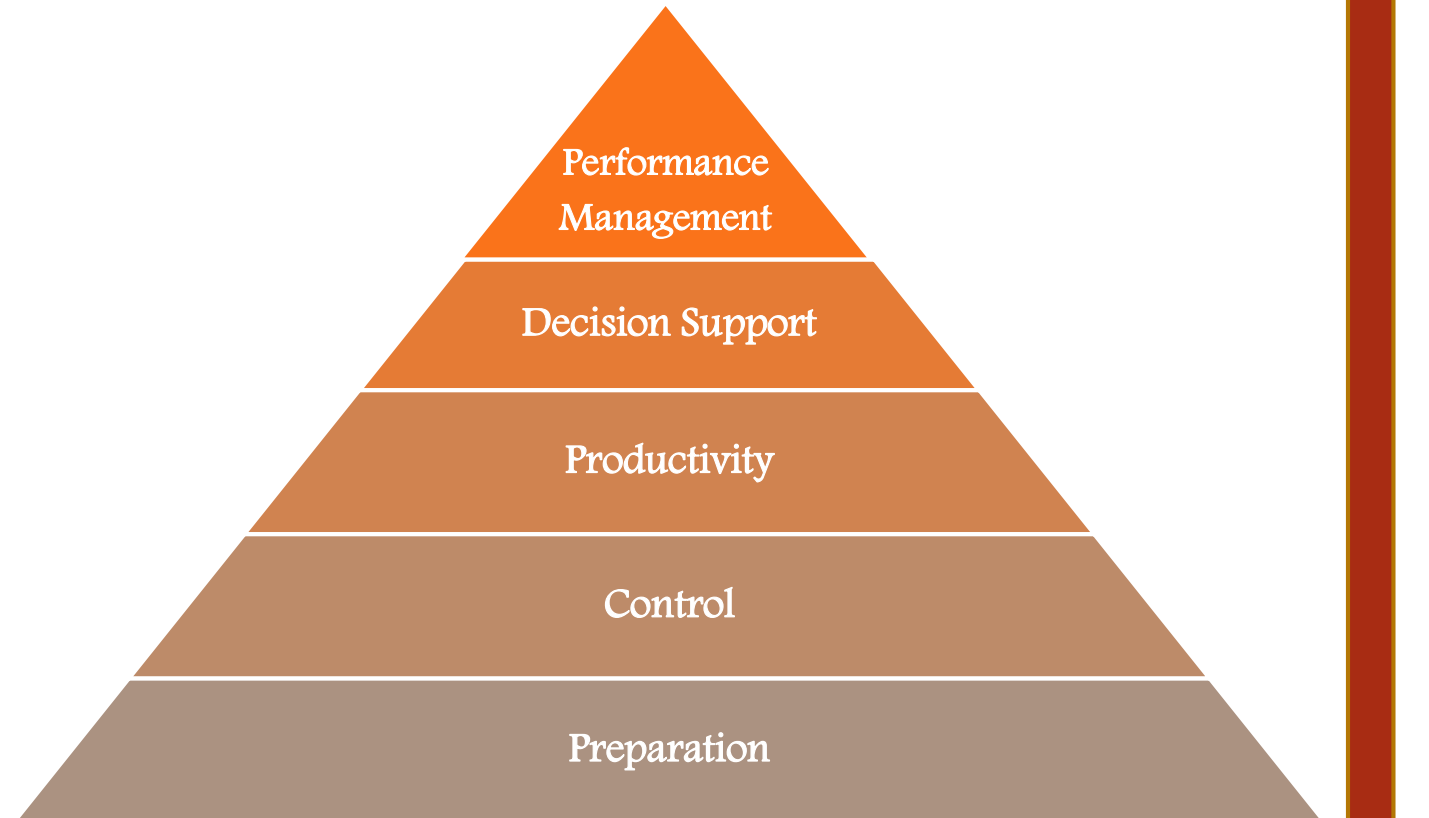 Performance
Management
Decision Support
Productivity
Control
Preparation